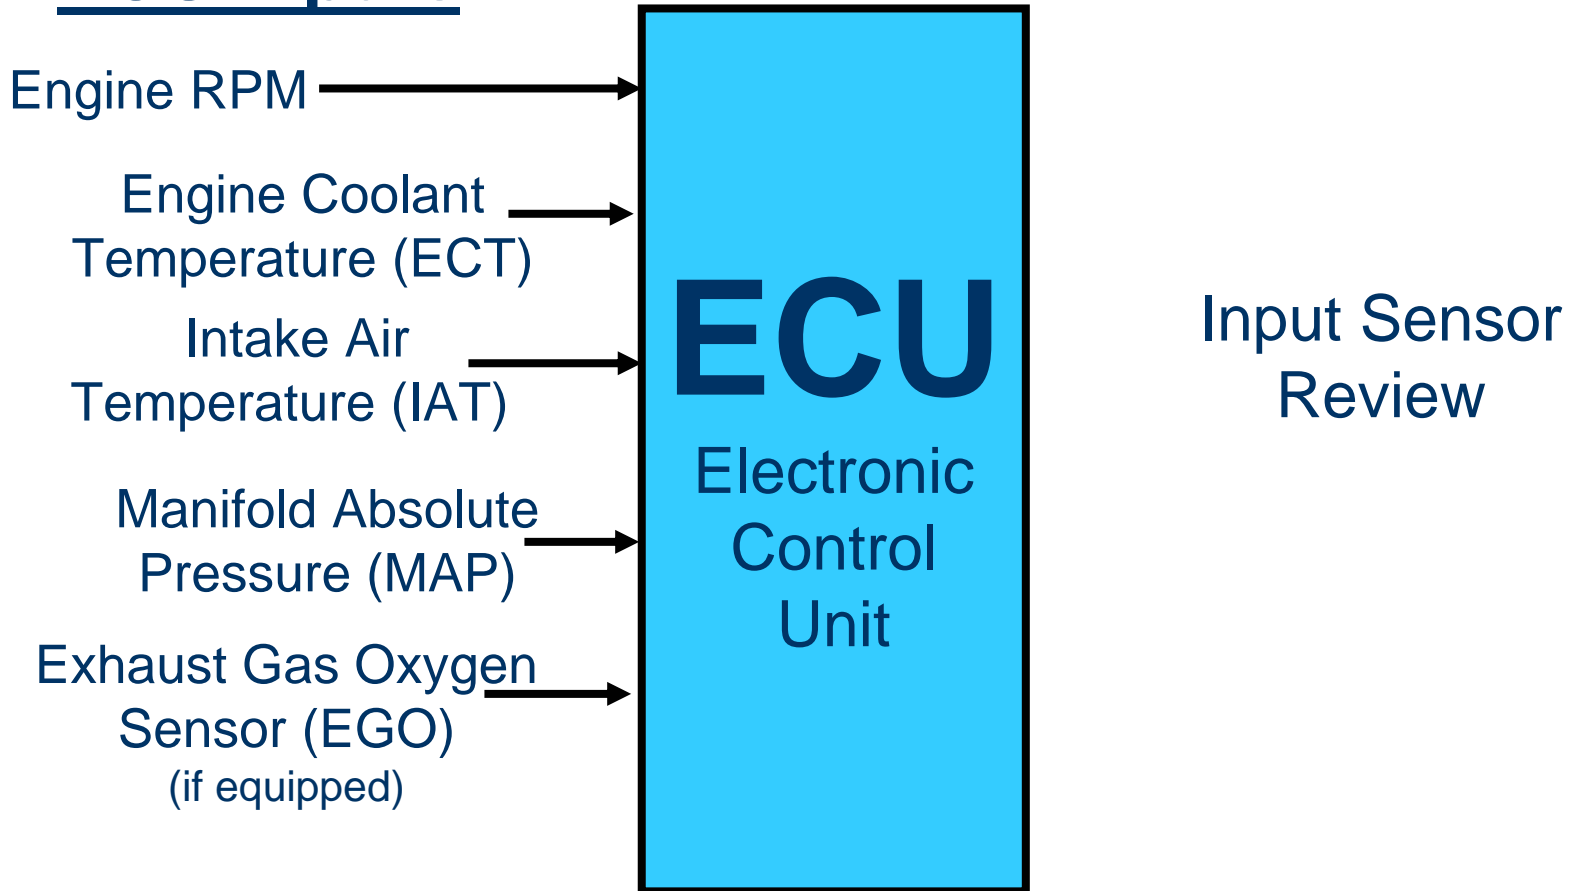 Engine RPM
Engine Coolant
Temperature (ECT)
Intake Air
Temperature (IAT)
Manifold Absolute
Pressure (MAP)
Exhaust Gas Oxygen
Sensor (EGO)
(if equipped)
ECU
Electronic
Control
Unit
Input Sensor
Review